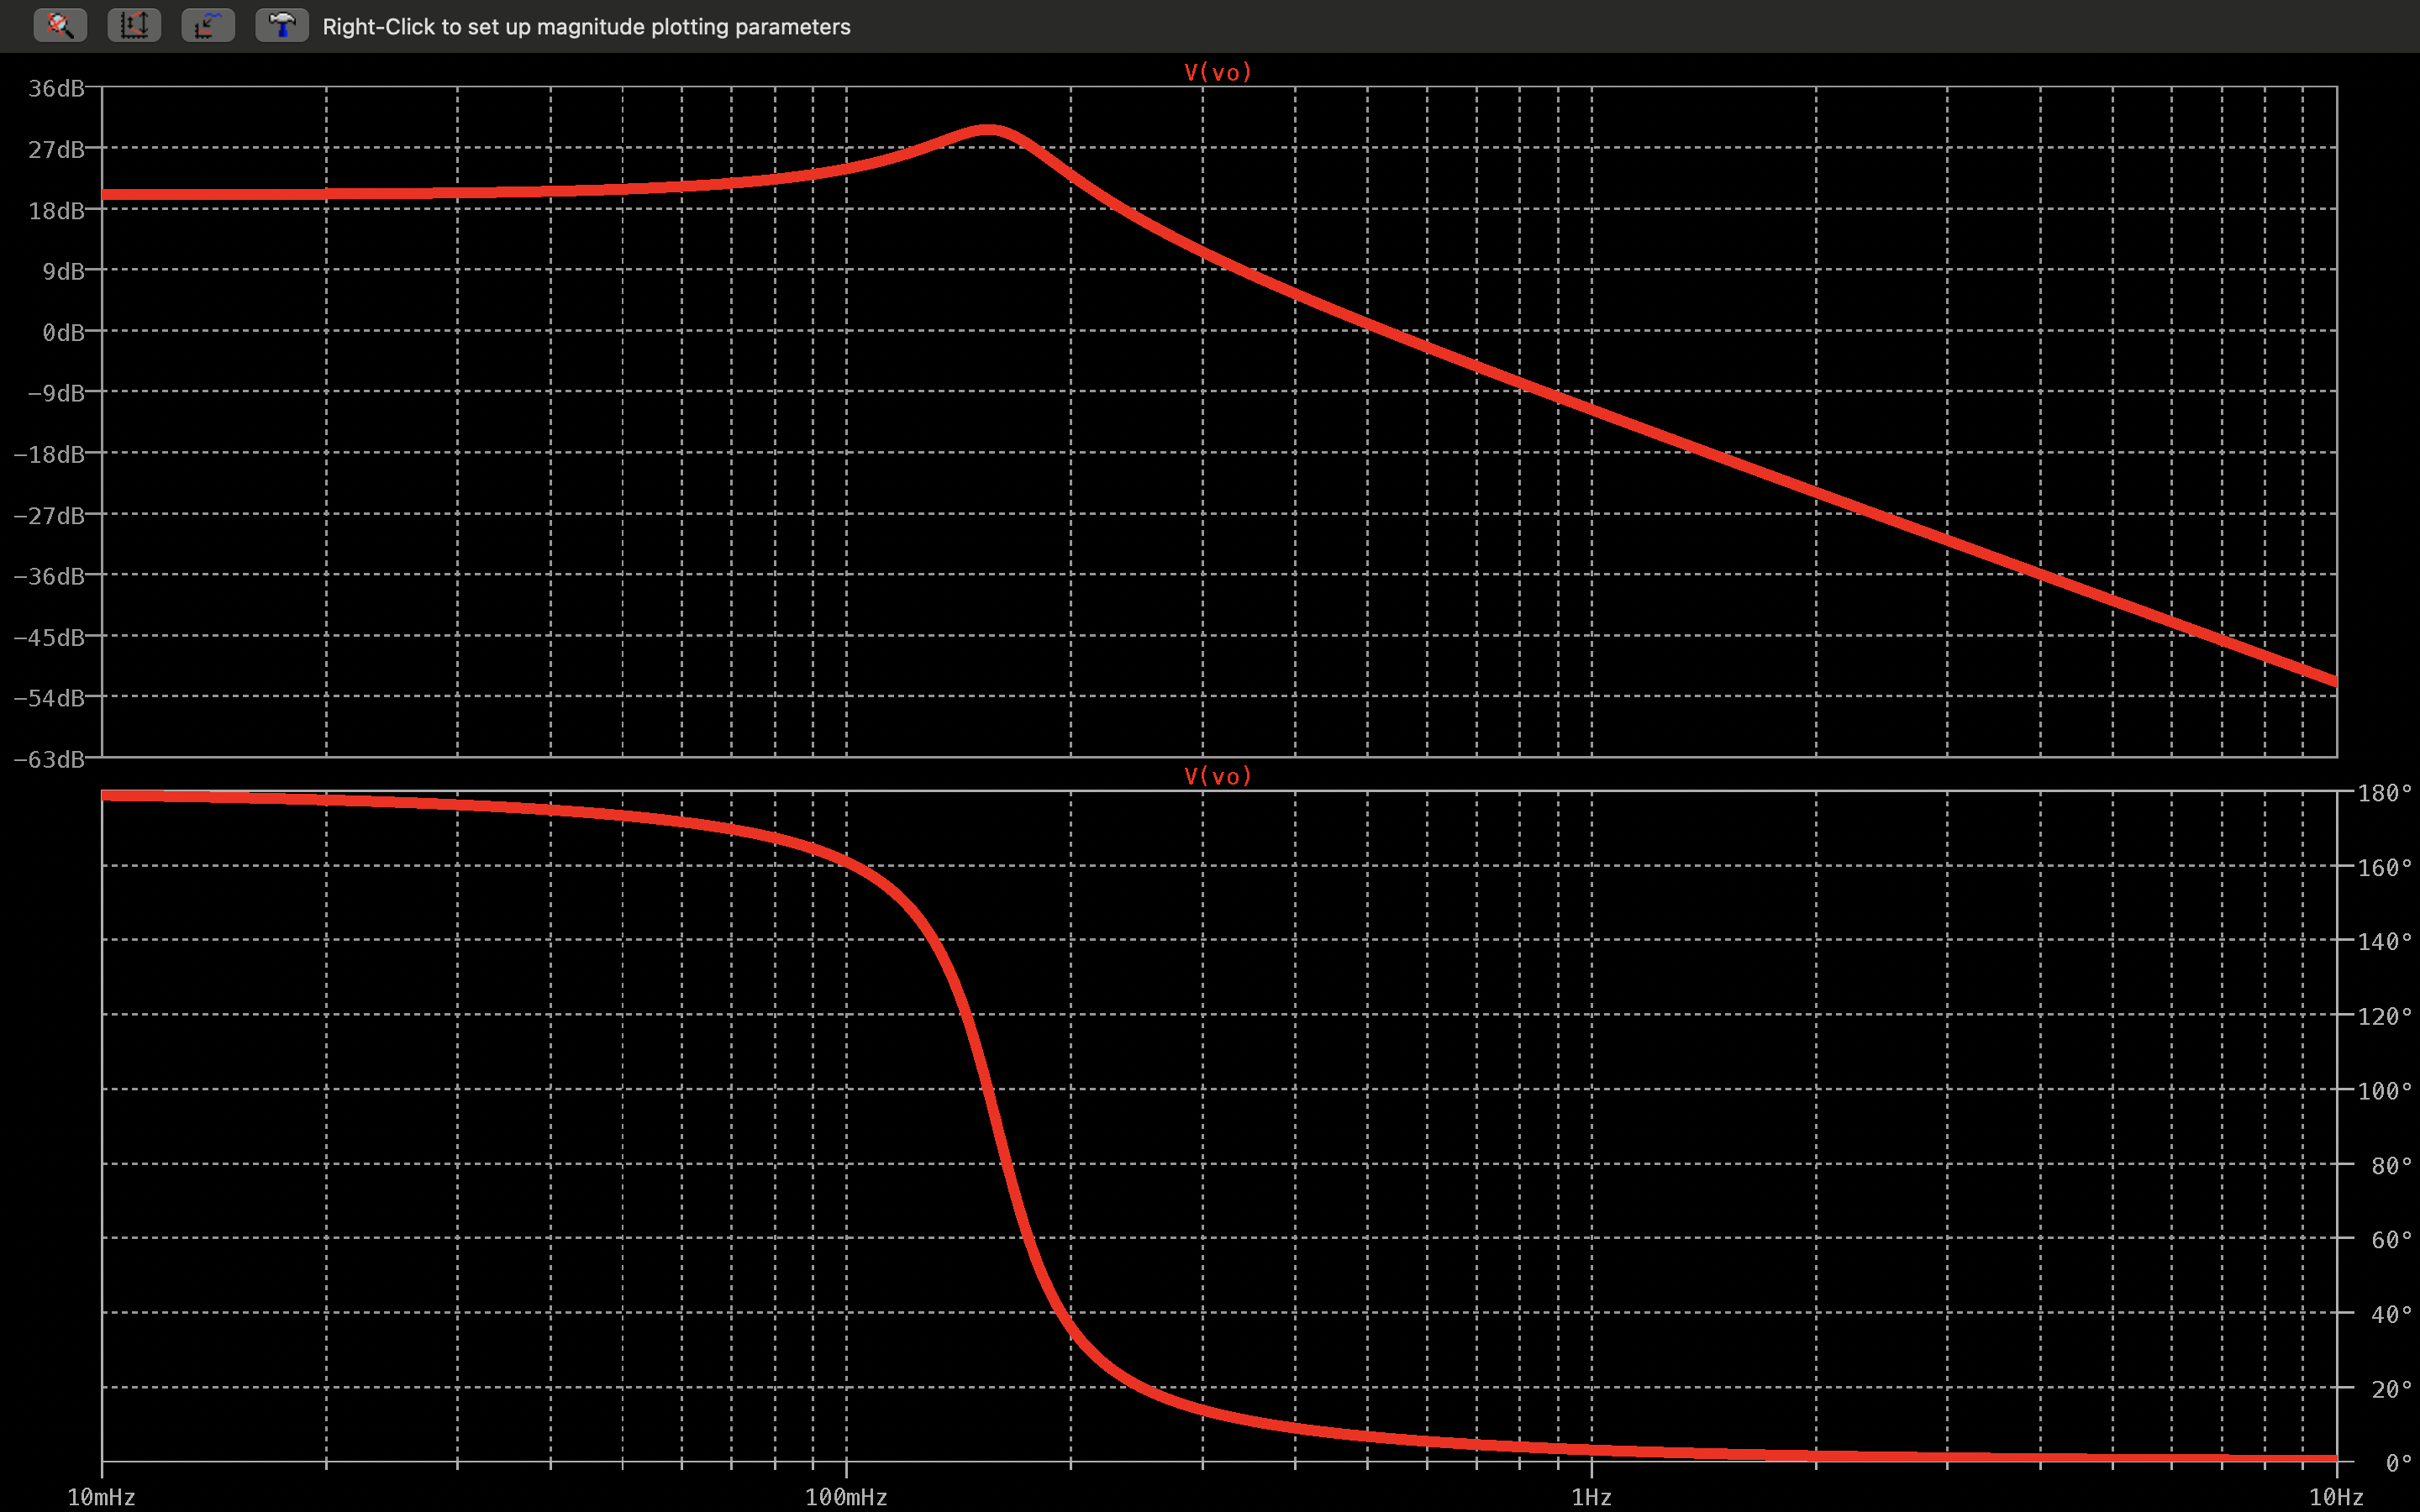 Right-Click to set up magnitude plotting parameters
V(vo)
36dB
27dB
18dB
9dB
0dB
-9dB
-18dB
-27dB
-36dB
-45dB
-54dB
-63dB
V(vo)
180°
160°
140°
120°
100°
80°
60°
40°
20°
0°
10mHz 100mHz 1Hz 10Hz